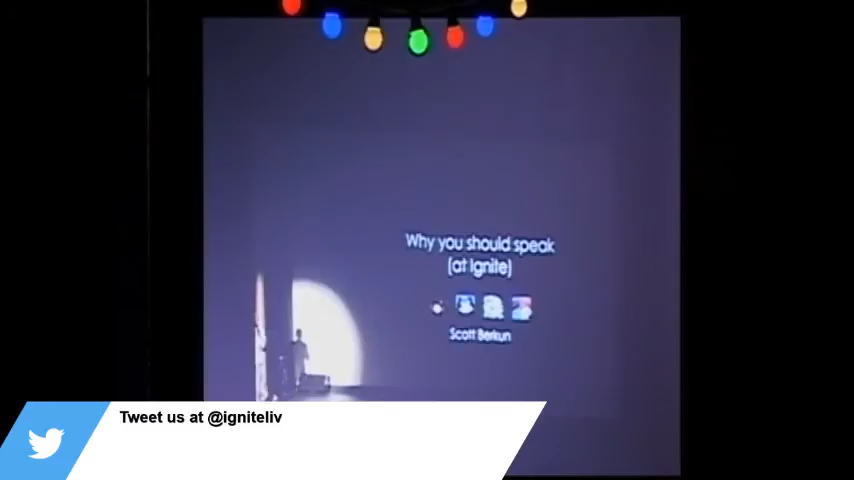 Why you should speak
(at Ignite)
Scott Berkun
Tweet us at @igniteliv